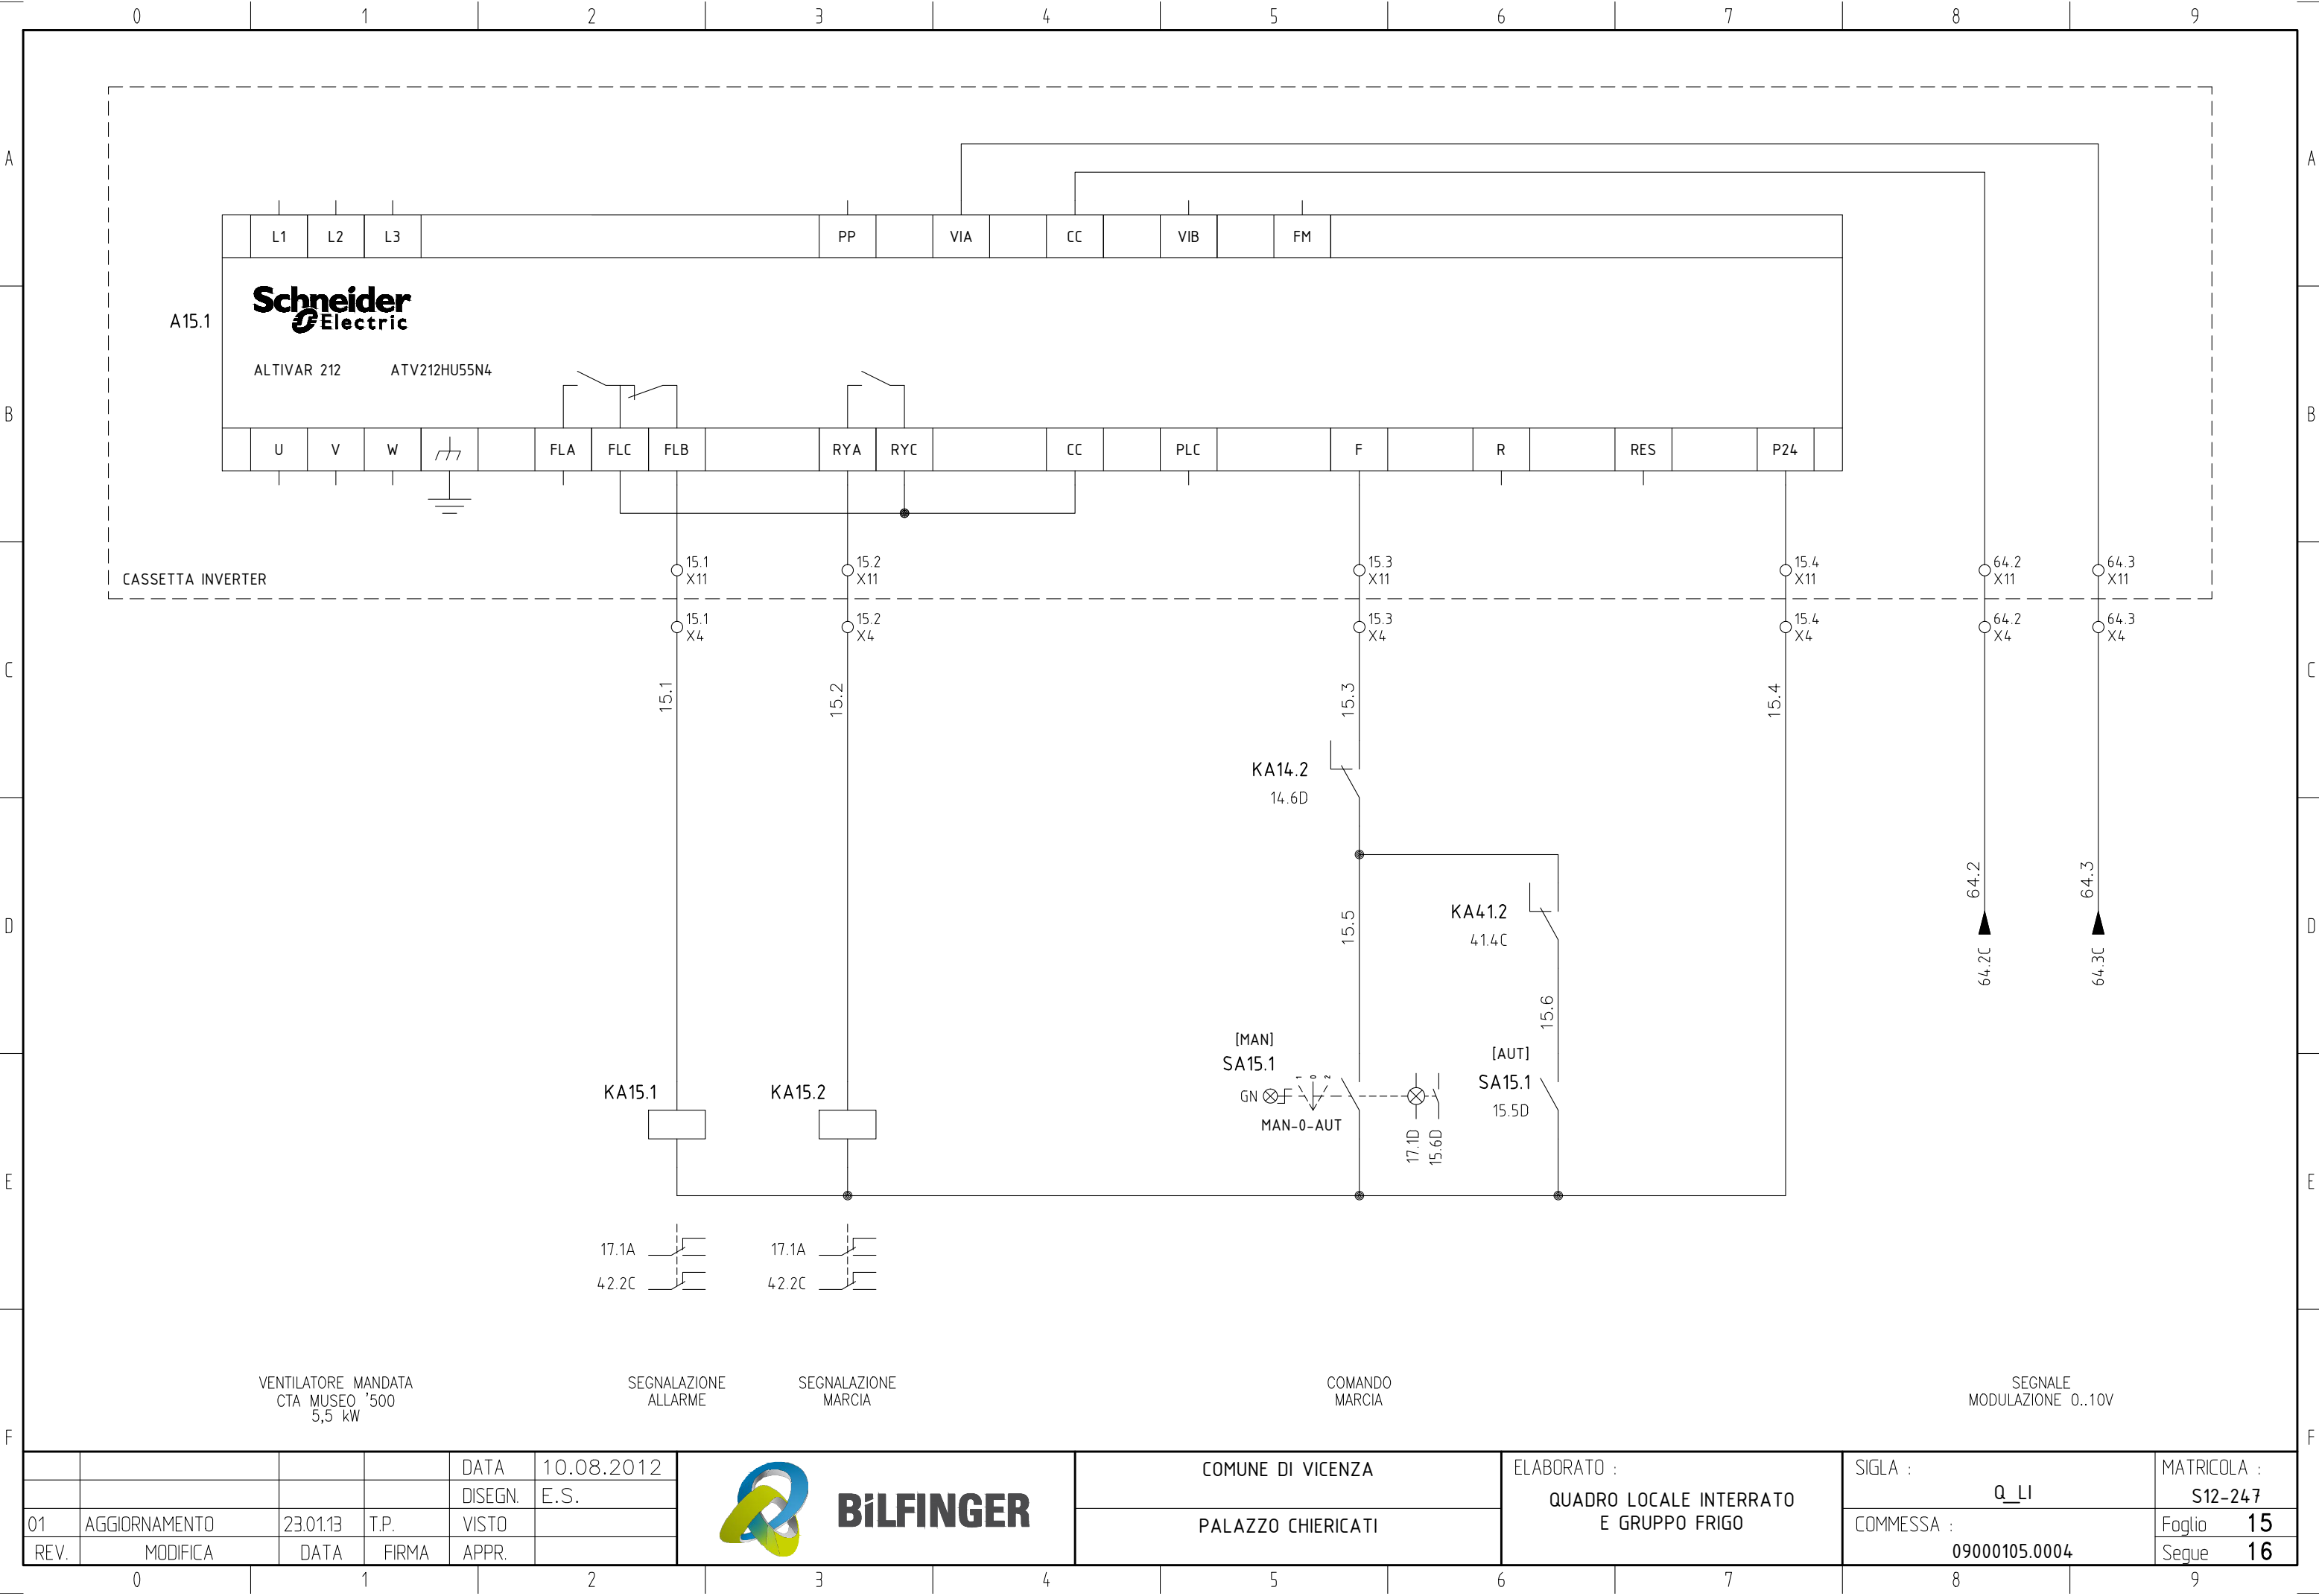 0 1 2 3 4 5 6 7 8 9
A A
L1 L2 L3 PP VIA CC VIB FM
Schneider
Electric
A15.1
ALTIVAR 212 ATV212HU55N4
B B
U V W FLA FLC FLB RYA RYC CC PLC F R RES P24
CASSETTA INVERTER
15.1 15.2 15.3 15.4 64.2 64.3
X11 X11 X11 X11 X11 X11
15.1 15.2 15.3 15.4 64.2 64.3
X4 X4 X4 X4 X4 X4
C C
15.1 15.2 15.3 15.4
KA14.2
14.6D
64.2 64.3
D D
15.5
KA41.2
41.4C
64.2C 64.3C
15.6
[MAN]
SA15.1
[AUT]
SA15.1
15.5D
KA15.1 KA15.2
1 0 2
GN
MAN-0-AUT
17.1D 15.6D
E E
17.1A 17.1A
42.2C 42.2C
VENTILATORE MANDATA
CTA MUSEO '500
5,5 kW
SEGNALAZIONE
ALLARME
SEGNALAZIONE
MARCIA
COMANDO
MARCIA
SEGNALE
MODULAZIONE 0..10V
F F
DATA 10.08.2012
DISEGN. E.S.
01 AGGIORNAMENTO 23.01.13 T.P. VISTO
REV. MODIFICA DATA FIRMA APPR.
BiLFINGER
COMUNE DI VICENZA
PALAZZO CHIERICATI
ELABORATO :
QUADRO LOCALE INTERRATO
E GRUPPO FRIGO
SIGLA :
Q_LI
COMMESSA :
09000105.0004
MATRICOLA :
S12-247
Foglio 15
Segue 16
0 1 2 3 4 5 6 7 8 9